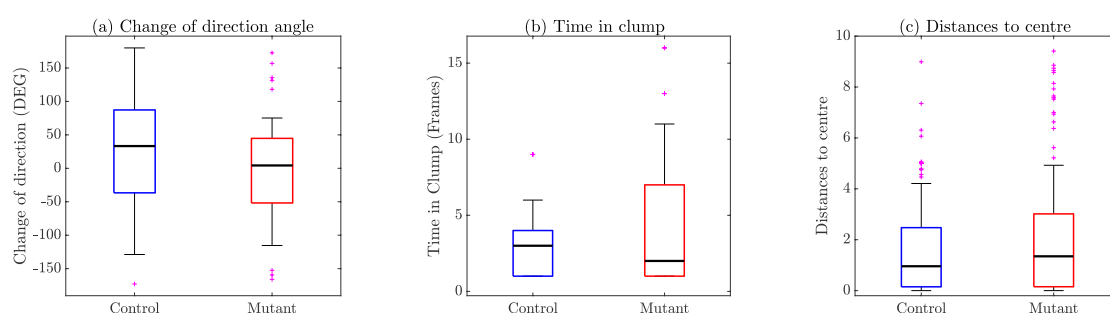 (a) Change of direction angle
Change of direction (DEG)
150
100
50
0
-50
-100
-150
Control
Mutant
(b) Time in clump
Time in Clump (Frames)
15
10
5
0
Control
Mutant
(c) Distances to centre
Distances to centre
10
8
6
4
2
0
Control
Mutant